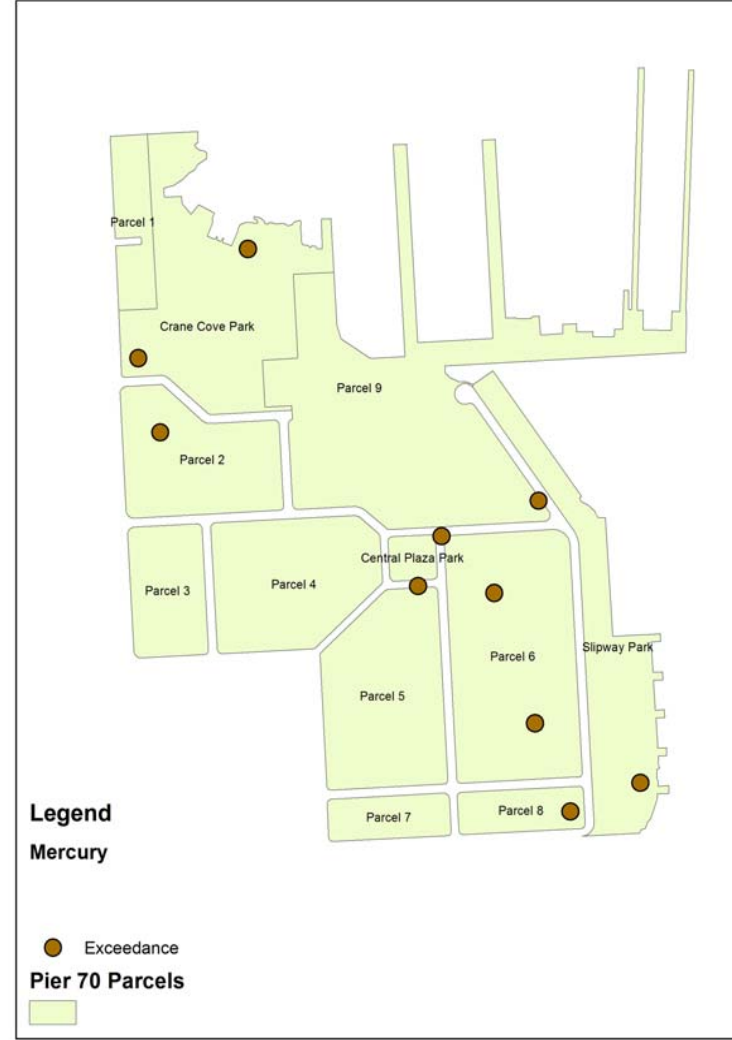 Parcel 1
Crane Cove Park
Parcel 9
Parcel 2
Central Plaza Park
Parcel 3
Parcel 4
Slipway Park
Parcel 6
Parcel 5
Parcel 7
Parcel 8
Legend
Mercury
Exceedance
Pier 70 Parcels